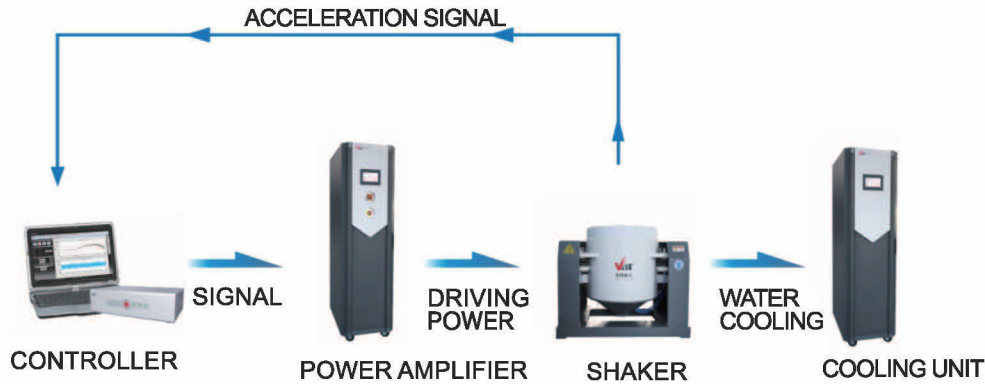 ACCELERATION SIGNAL
SIGNAL
DRIVING
POWER
WATER
COOLING
CONTROLLER
POWER AMPLIFIER
SHAKER
COOLING UNIT